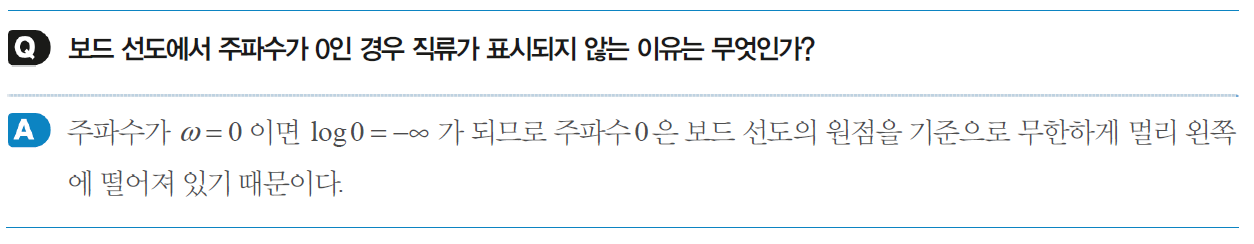 Q 보드 선도에서 주파수가 0인 경우 직류가 표시되지 않는 이유는 무엇인가?
A 주파수가 ω = 0 이면 log0 = −∞ 가 되므로 주파수 0은 보드 선도의 원점을 기준으로 무한하게 멀리 왼쪽
에 떨어져 있기 때문이다.